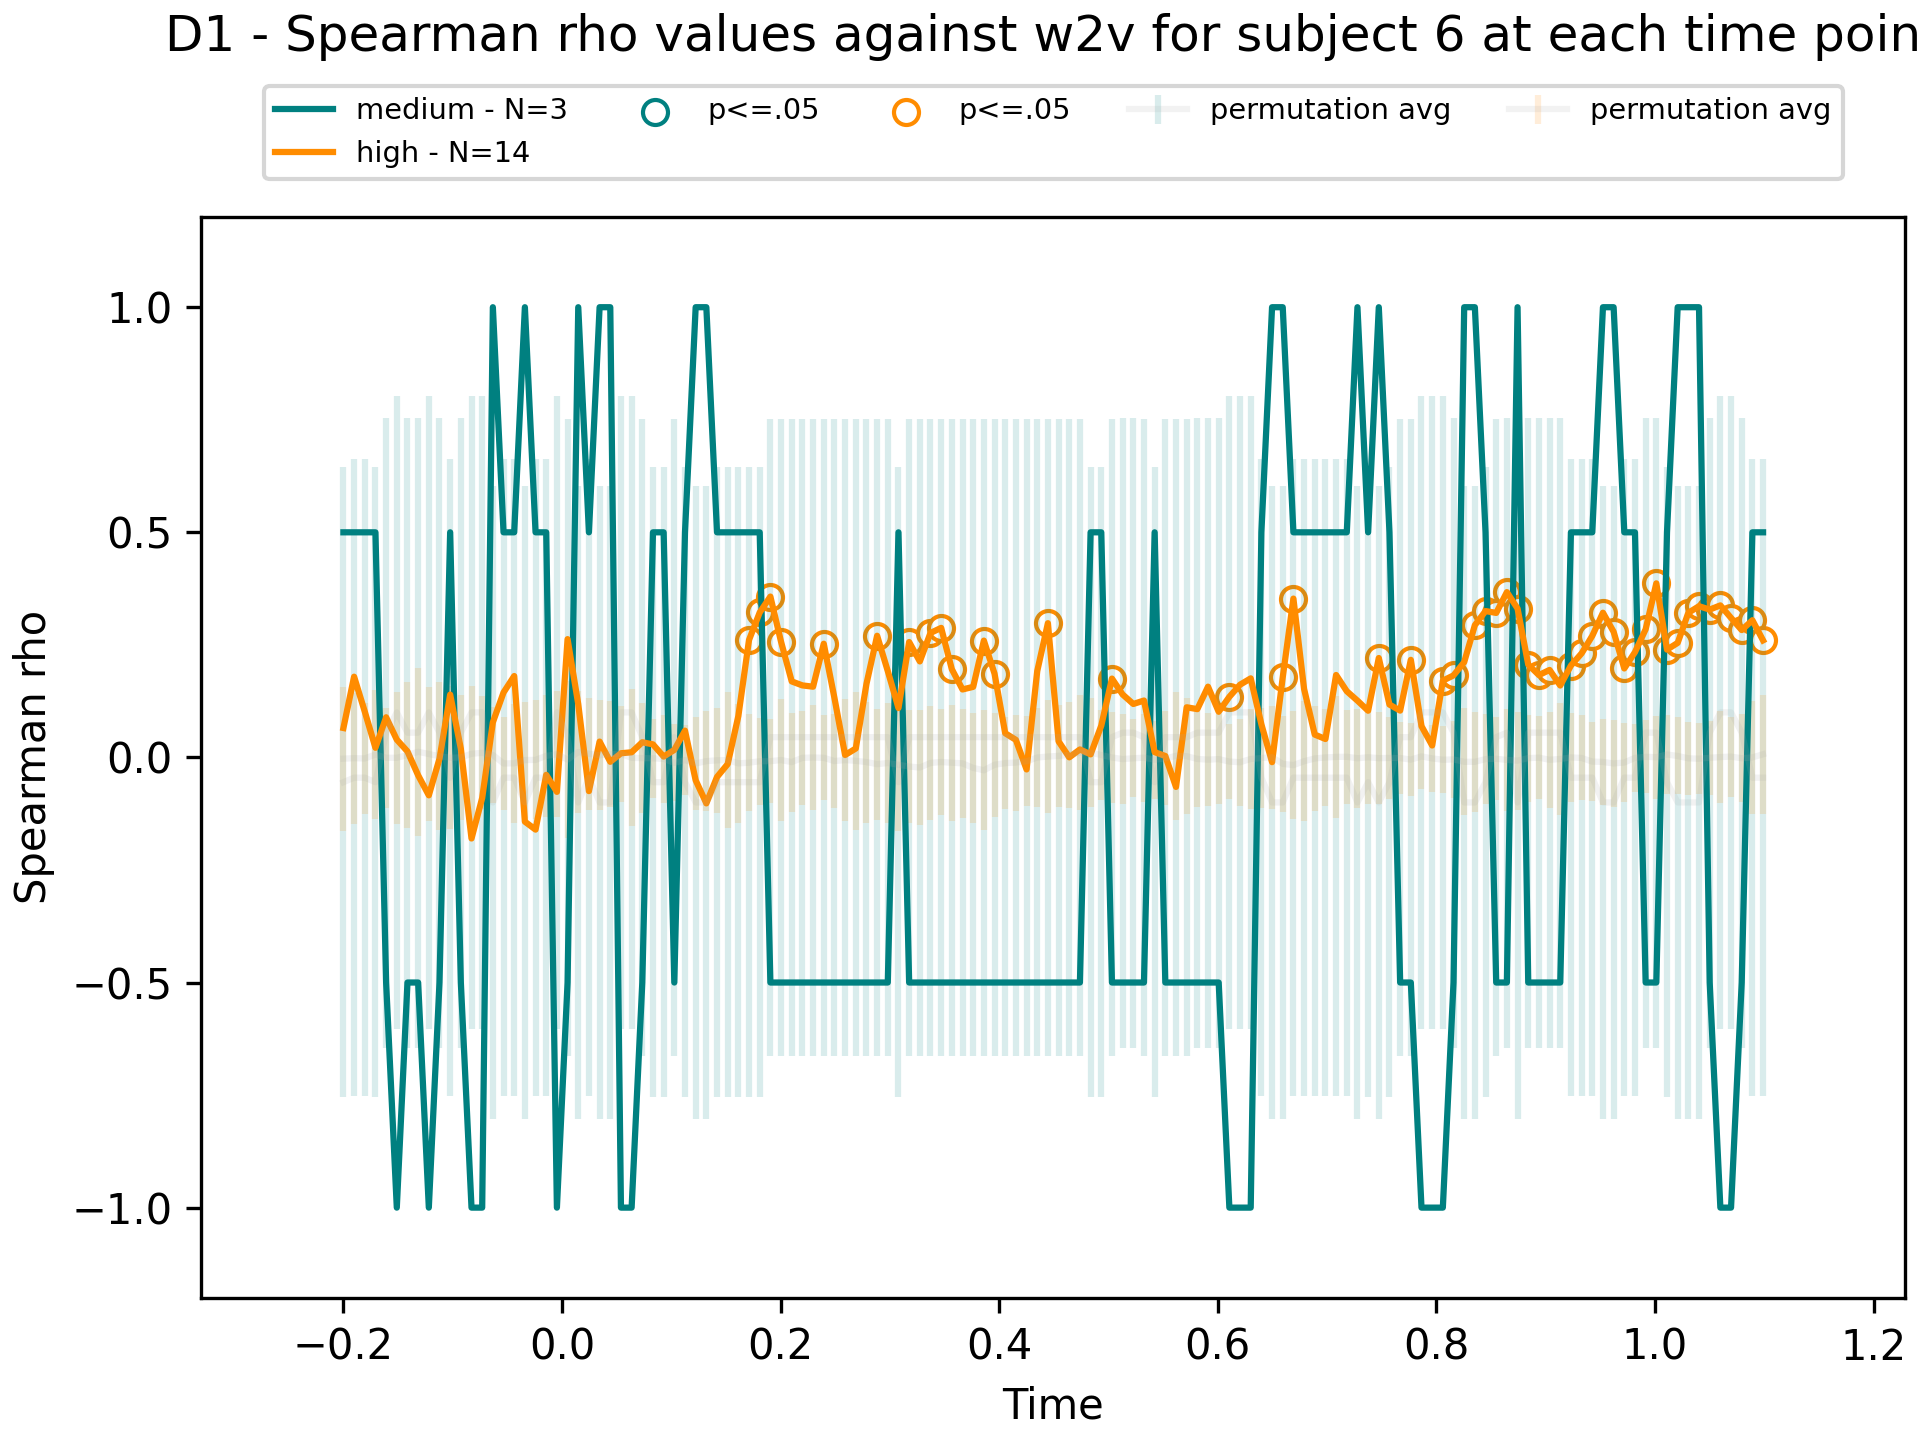 D1 - Spearman rho values against w2v for subject 6 at each time poin
medium - N=3
high - N=14
p<=.05
p<=.05
permutation avg
permutation avg
Spearman rho
1.0
0.5
0.0
−0.5
−1.0
−0.2
0.0
0.2
0.4
0.6
0.8
1.0
1.2
Time